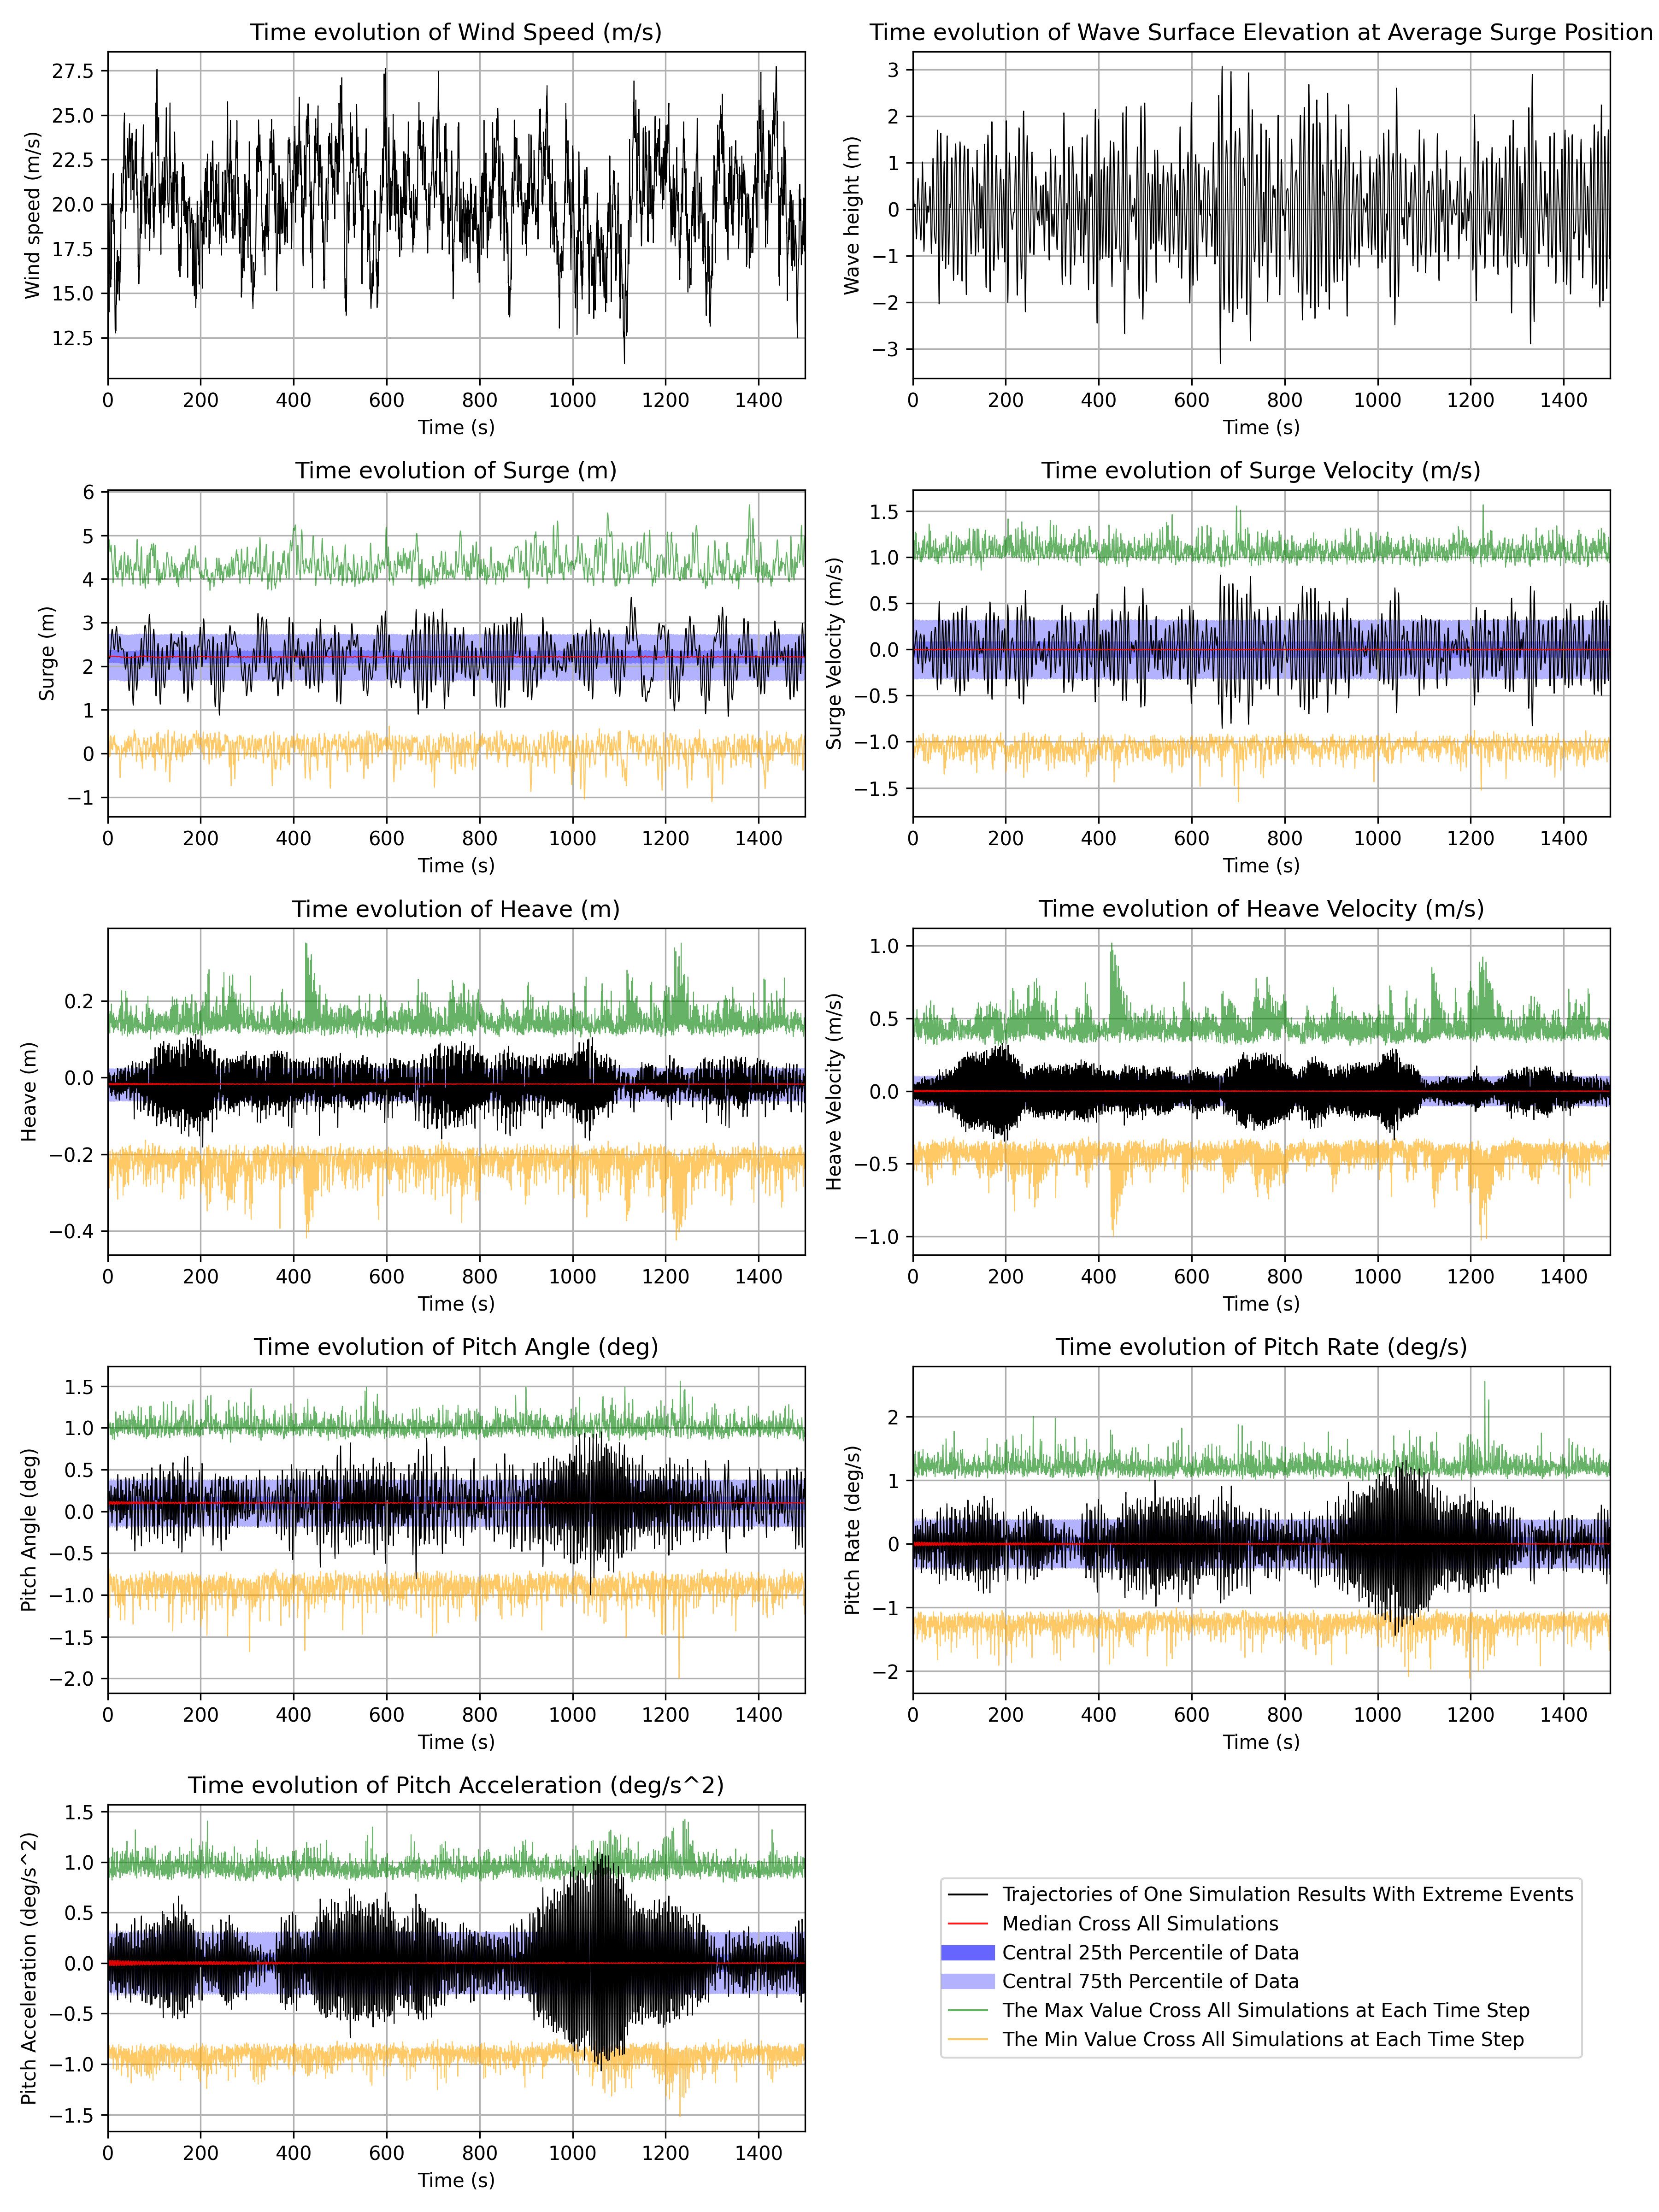 Time evolution of Wind Speed (m/s)
27.5
25.0
22.5
20.0
17.5
15.0
12.5
Wind speed (m/s)
0 200 400 600 800 1000 1200 1400
Time (s)
Time evolution of Wave Surface Elevation at Average Surge Position
3
2
1
0
−1
−2
−3
Wave height (m)
0 200 400 600 800 1000 1200 1400
Time (s)
Time evolution of Surge (m)
6
5
4
3
2
1
0
−1
Surge (m)
0 200 400 600 800 1000 1200 1400
Time (s)
Time evolution of Surge Velocity (m/s)
1.5
1.0
0.5
0.0
−0.5
−1.0
−1.5
Surge Velocity (m/s)
0 200 400 600 800 1000 1200 1400
Time (s)
Time evolution of Heave (m)
0.2
0.0
−0.2
−0.4
Heave (m)
0 200 400 600 800 1000 1200 1400
Time (s)
Time evolution of Heave Velocity (m/s)
1.0
0.5
0.0
−0.5
−1.0
Heave Velocity (m/s)
0 200 400 600 800 1000 1200 1400
Time (s)
Time evolution of Pitch Angle (deg)
1.5
1.0
0.5
0.0
−0.5
−1.0
−1.5
−2.0
Pitch Angle (deg)
0 200 400 600 800 1000 1200 1400
Time (s)
Time evolution of Pitch Rate (deg/s)
2
1
0
−1
−2
Pitch Rate (deg/s)
0 200 400 600 800 1000 1200 1400
Time (s)
Time evolution of Pitch Acceleration (deg/s^2)
1.5
1.0
0.5
0.0
−0.5
−1.0
−1.5
Pitch Acceleration (deg/s^2)
0 200 400 600 800 1000 1200 1400
Time (s)
Trajectories of One Simulation Results With Extreme Events
Median Cross All Simulations
Central 25th Percentile of Data
Central 75th Percentile of Data
The Max Value Cross All Simulations at Each Time Step
The Min Value Cross All Simulations at Each Time Step